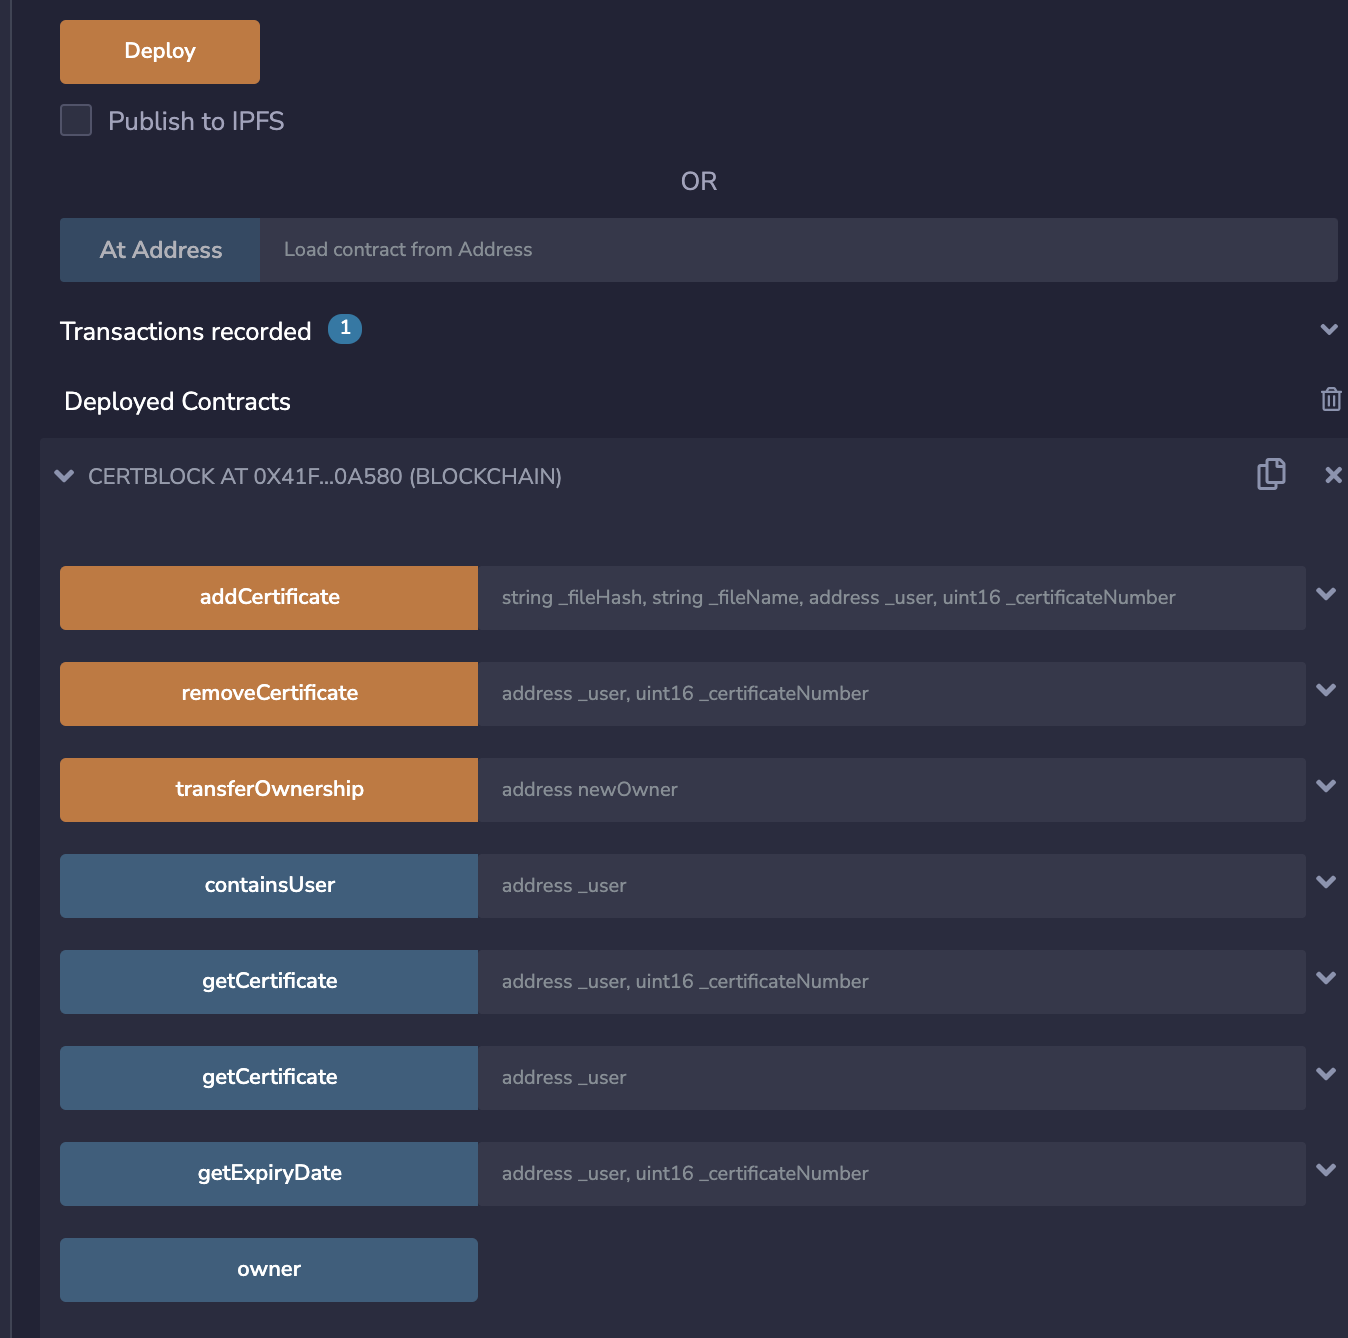 Deploy
Publish to IPFS
OR
At Address Load contract from Address
Transactions recorded 1
Deployed Contracts
CERTBLOCK AT 0X41F...0A580 (BLOCKCHAIN)
addCertificate string _fileHash, string _fileName, address _user, uint16 _certificateNumber
removeCertificate address _user, uint16 _certificateNumber
transferOwnership address newOwner
containsUser address _user
getCertificate address _user, uint16 _certificateNumber
getCertificate address _user
getExpiryDate address _user, uint16 _certificateNumber
owner